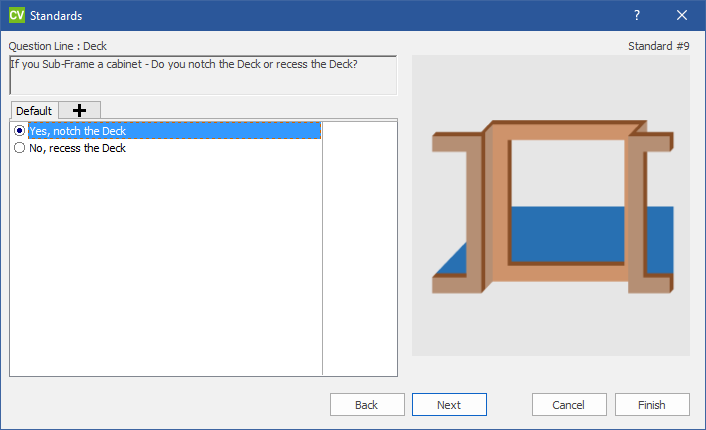 CV Standards ?
Question Line : Deck
Standard #9
If you Sub-Frame a cabinet - Do you notch the Deck or recess the Deck?
Default
Yes, notch the Deck
No, recess the Deck
Back Next Cancel Finish